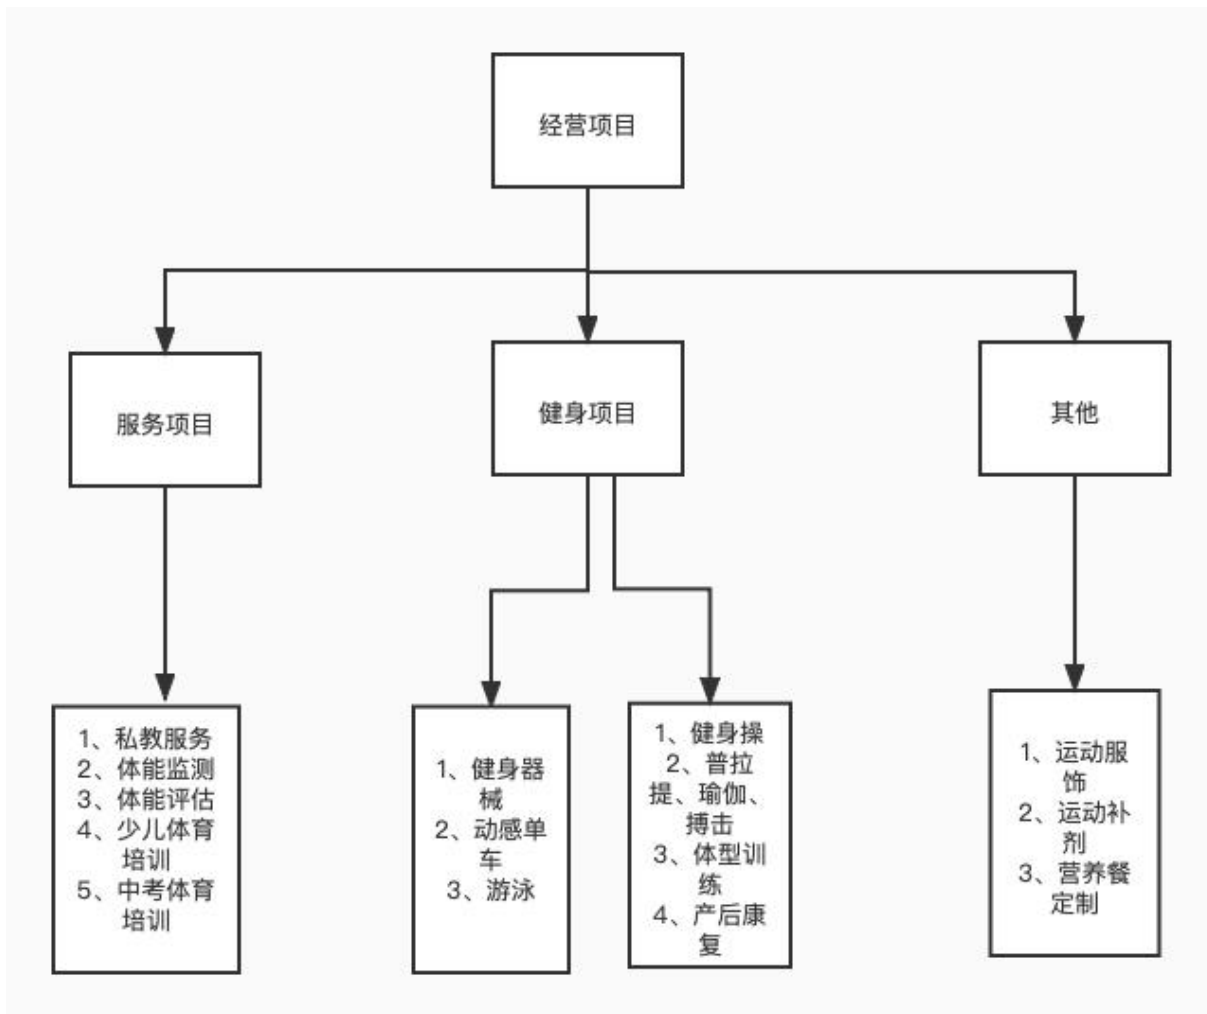 经营项目
服务项目
健身项目
其他
1、私教服务
2、体能监测
3、体能评估
4、少儿体育
培训
5、中考体育
培训
1、健身器
械
2、动感单
车
3、游泳
1、健身操
2、普拉
提、瑜伽、
搏击
3、体型训
练
4、产后康
复
1、运动服
饰
2、运动补
剂
3、营养餐
定制